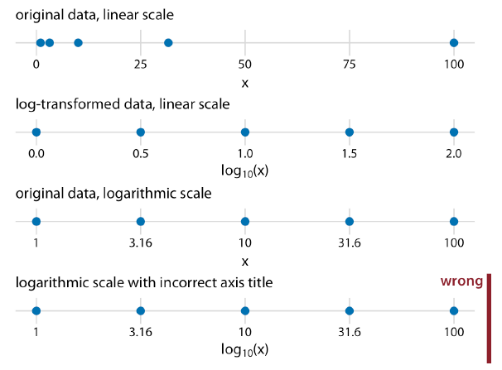 original data, linear scale
0 25 50 75 100
x
log-transformed data, linear scale
0.0 0.5 1.0 1.5 2.0
log10(x)
original data, logarithmic scale
1 3.16 10 31.6 100
x
logarithmic scale with incorrect axis title wrong
1 3.16 10 31.6 100
log10(x)